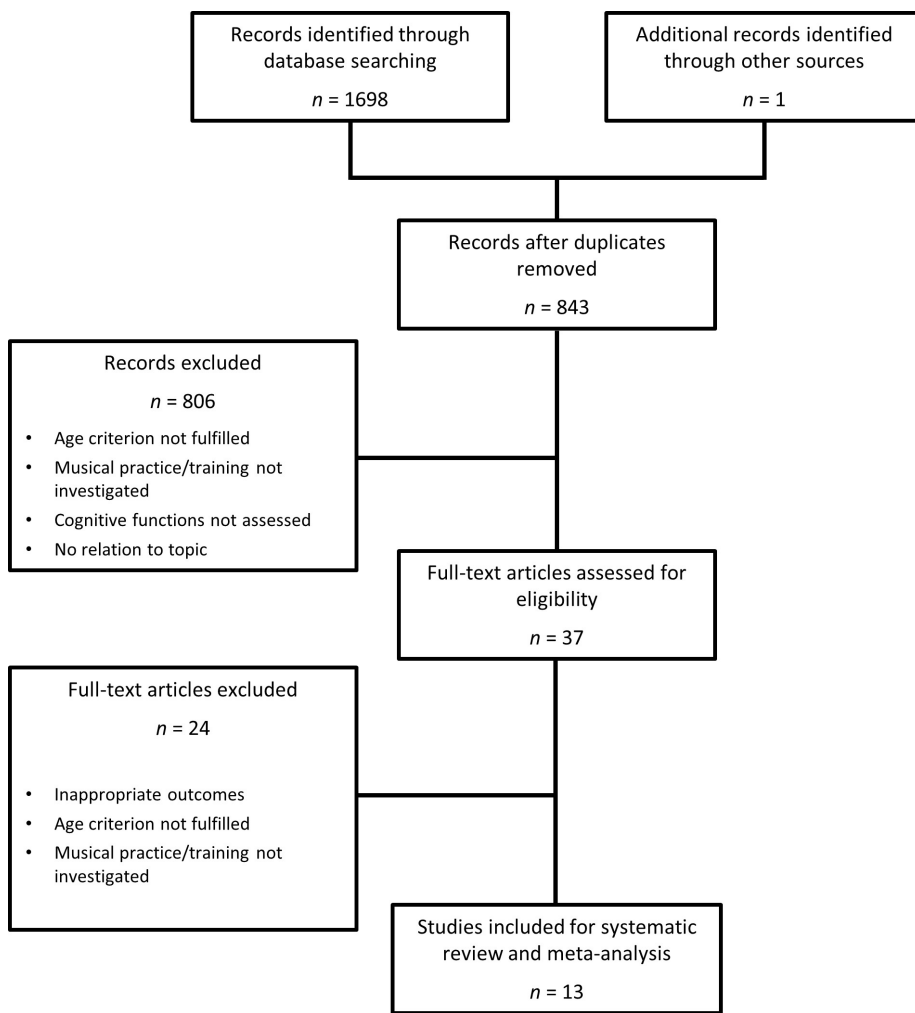 Records identified through
database searching
n = 1698
Additional records identified
through other sources
n = 1
Records after duplicates
removed
n = 843
Records excluded
n = 806
• Age criterion not fulfilled
• Musical practice/training not
investigated
• Cognitive functions not assessed
• No relation to topic
Full-text articles assessed for
eligibility
n = 37
Full-text articles excluded
n = 24
• Inappropriate outcomes
• Age criterion not fulfilled
• Musical practice/training not
investigated
Studies included for systematic
review and meta-analysis
n = 13